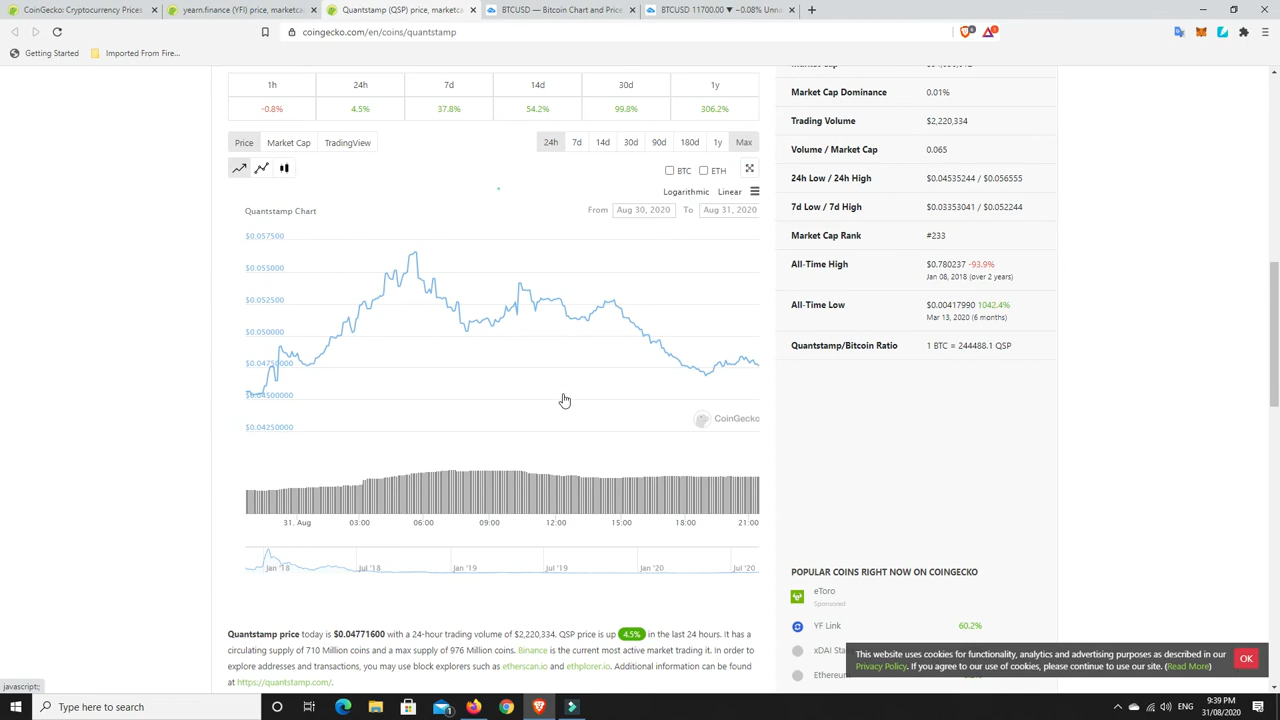 CoinGecko: Cryptocurrency Prices
yearn.finance (YFI) price, marketca
Quantstamp (QSP) price, marketca
BTCUSD — Bitcoin Chart and Price
BTCUSD 11700.00 ▼ −0.08% Unna
coingecko.com/en/coins/quantstamp
Getting Started
Imported From Fire...
1h 24h 7d 14d 30d 1y
-0.8% 4.5% 37.8% 54.2% 99.8% 306.2%
Price Market Cap TradingView
24h 7d 14d 30d 90d 180d 1y Max
BTC ETH
Logarithmic Linear
From Aug 30, 2020 To Aug 31, 2020
Quantstamp Chart
$0.057500
$0.055000
$0.052500
$0.050000
$0.04750000
$0.04500000
$0.04250000
CoinGecko
31. Aug 03:00 06:00 09:00 12:00 15:00 18:00 21:00
Jan '18 Jul '18 Jan '19 Jul '19 Jan '20 Jul '20
Quantstamp price today is $0.04771600 with a 24-hour trading volume of $2,220,334. QSP price is up 4.5% in the last 24 hours. It has a
circulating supply of 710 Million coins and a max supply of 976 Million coins. Binance is the current most active market trading it. In order to
explore addresses and transactions, you may use block explorers such as etherscan.io and ethplorer.io. Additional information can be found
at https://quantstamp.com/.
Market Cap Dominance 0.01%
Trading Volume $2,220,334
Volume / Market Cap 0.065
24h Low / 24h High $0.04535244 / $0.056555
7d Low / 7d High $0.03353041 / $0.052244
Market Cap Rank #233
All-Time High $0.780237 -93.9%
Jan 08, 2018 (over 2 years)
All-Time Low $0.00417990 1042.4%
Mar 13, 2020 (6 months)
Quantstamp/Bitcoin Ratio 1 BTC = 244488.1 QSP
POPULAR COINS RIGHT NOW ON COINGECKO
eToro
Sponsored
YF Link 60.2%
xDAI Sta
Ethereum
This website uses cookies for functionality, analytics and advertising purposes as described in our
Privacy Policy. If you agree to our use of cookies, please continue to use our site. (Read More)
OK
javascript:;
Type here to search
ENG
9:39 PM
31/08/2020